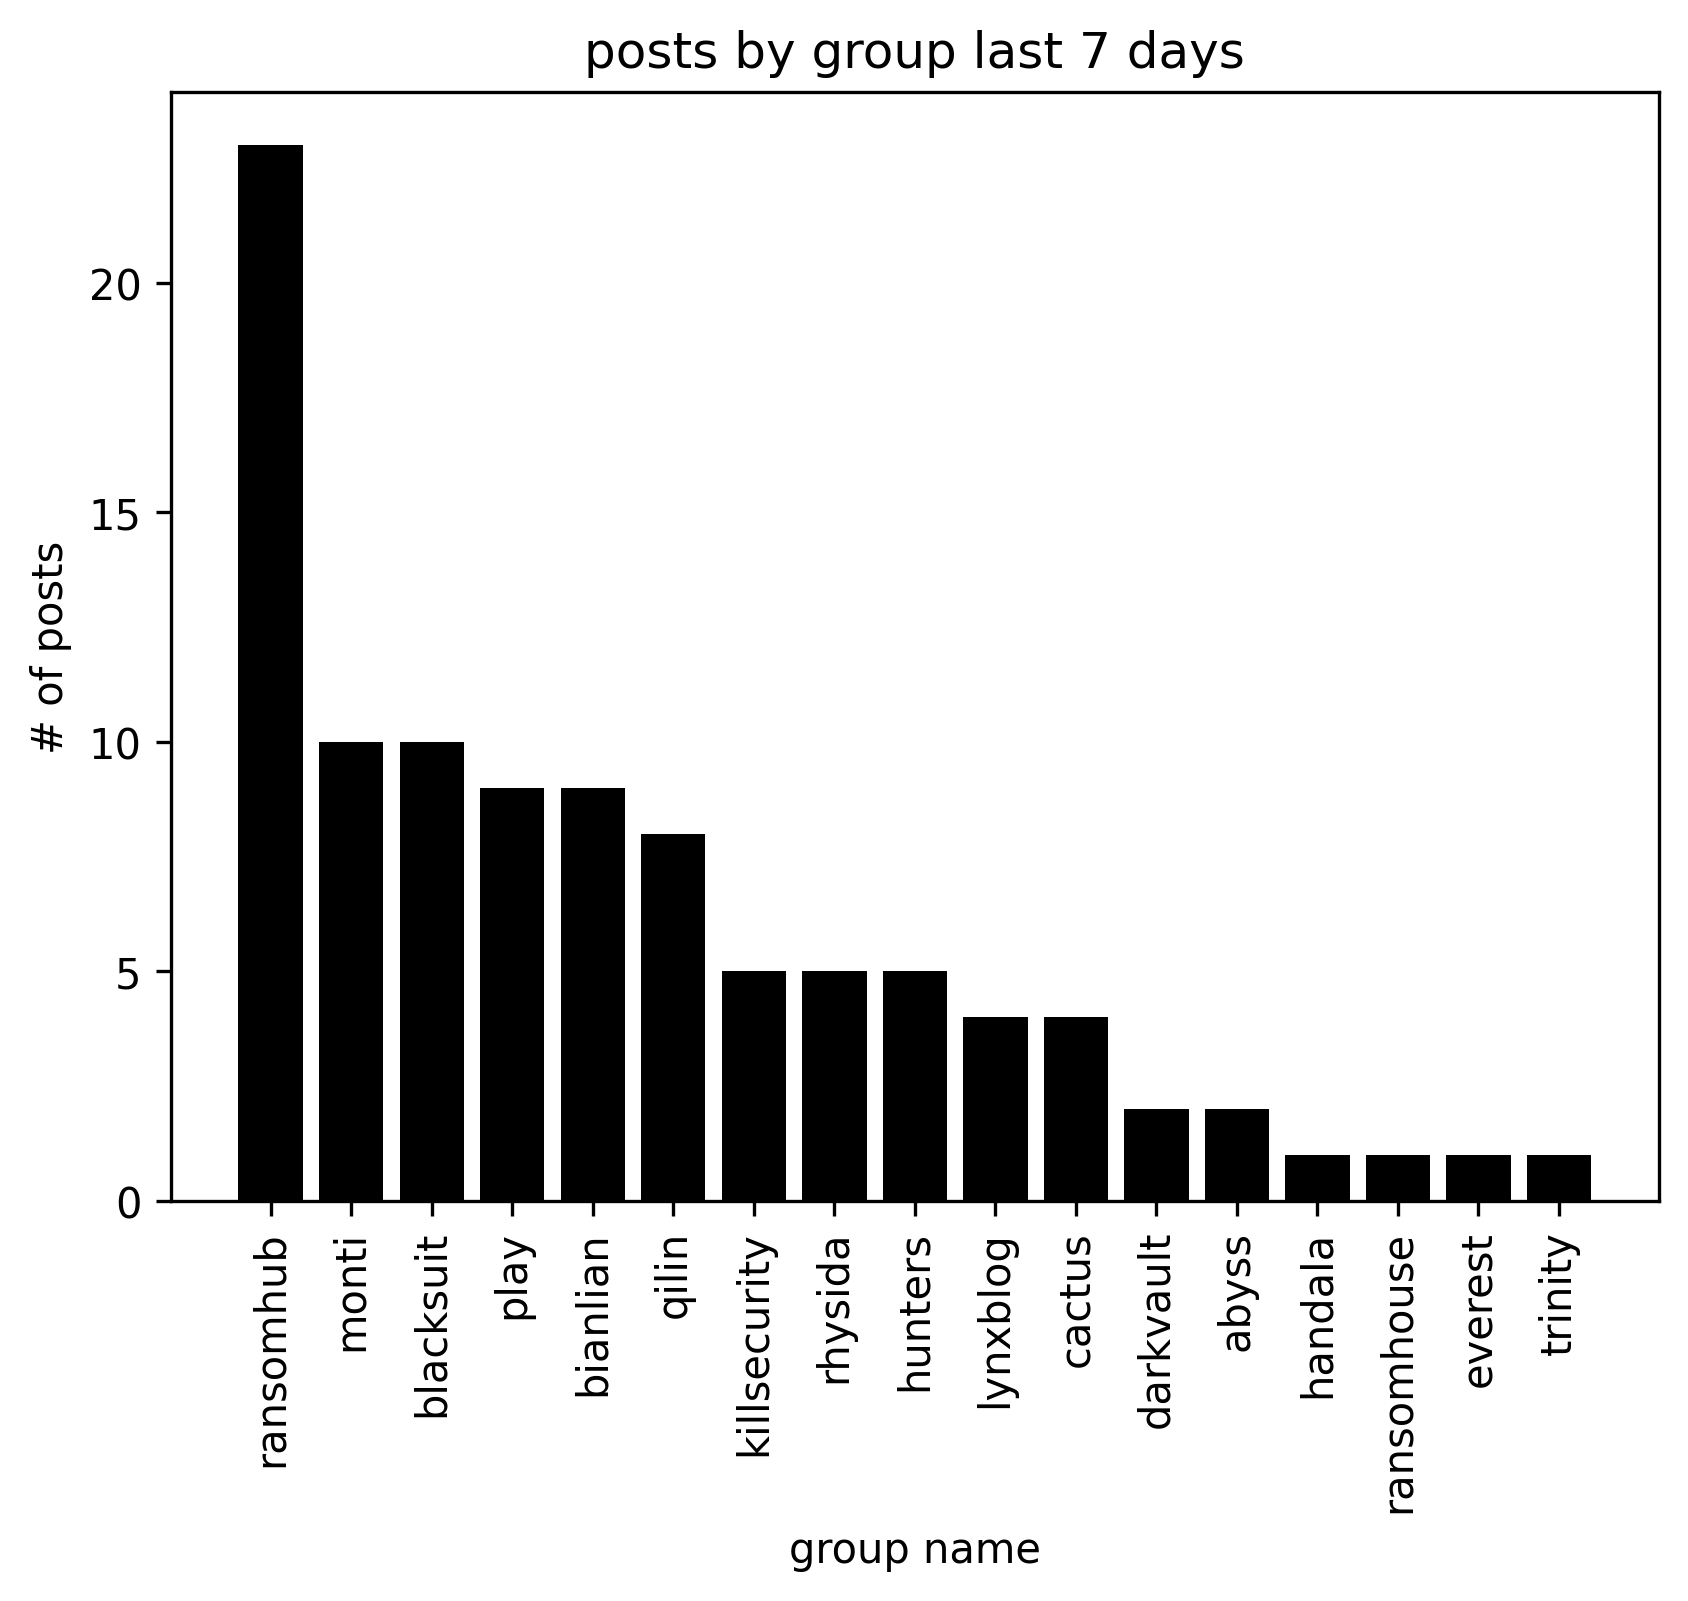 posts by group last 7 days
# of posts
20
15
10
5
0
ransomhub
monti
blacksuit
play
bianlian
qilin
killsecurity
rhysida
hunters
lynxblog
cactus
darkvault
abyss
handala
ransomhouse
everest
trinity
group name